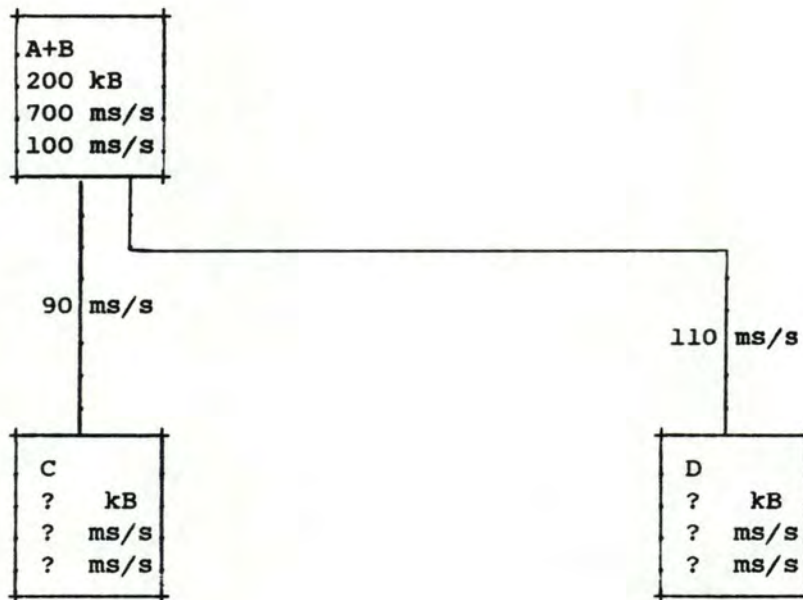 A+B
200 kB
700 ms/s
100 ms/s
90 ms/s
110 ms/s
C
? kB
? ms/s
? ms/s
D
? kB
? ms/s
? ms/s